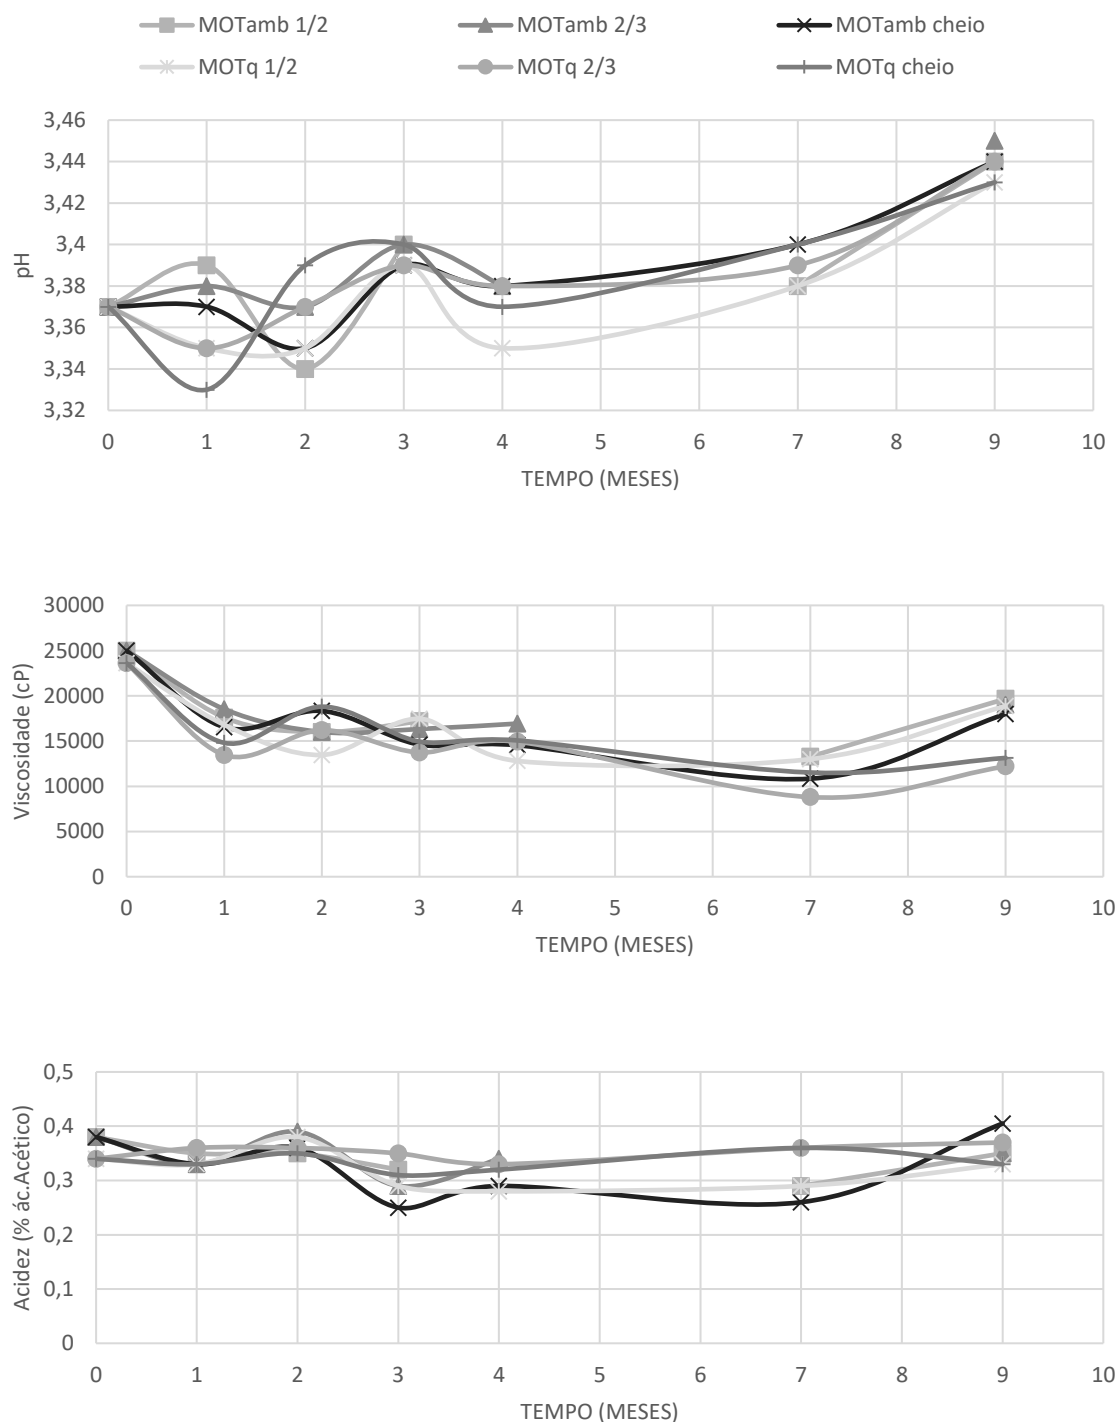 MOTamb 1/2 MOTamb 2/3 MOTamb cheio
MOTq 1/2 MOTq 2/3 MOTq cheio
3,46
3,44
3,42
3,4
3,38
3,36
3,34
3,32
pH
0 1 2 3 4 5 6 7 8 9 10
TEMPO (MESES)
30000
25000
20000
15000
10000
5000
0
Viscosidade (cP)
0 1 2 3 4 5 6 7 8 9 10
TEMPO (MESES)
0,5
0,4
0,3
0,2
0,1
0
Acidez (% ác.Acético)
0 1 2 3 4 5 6 7 8 9 10
TEMPO (MESES)